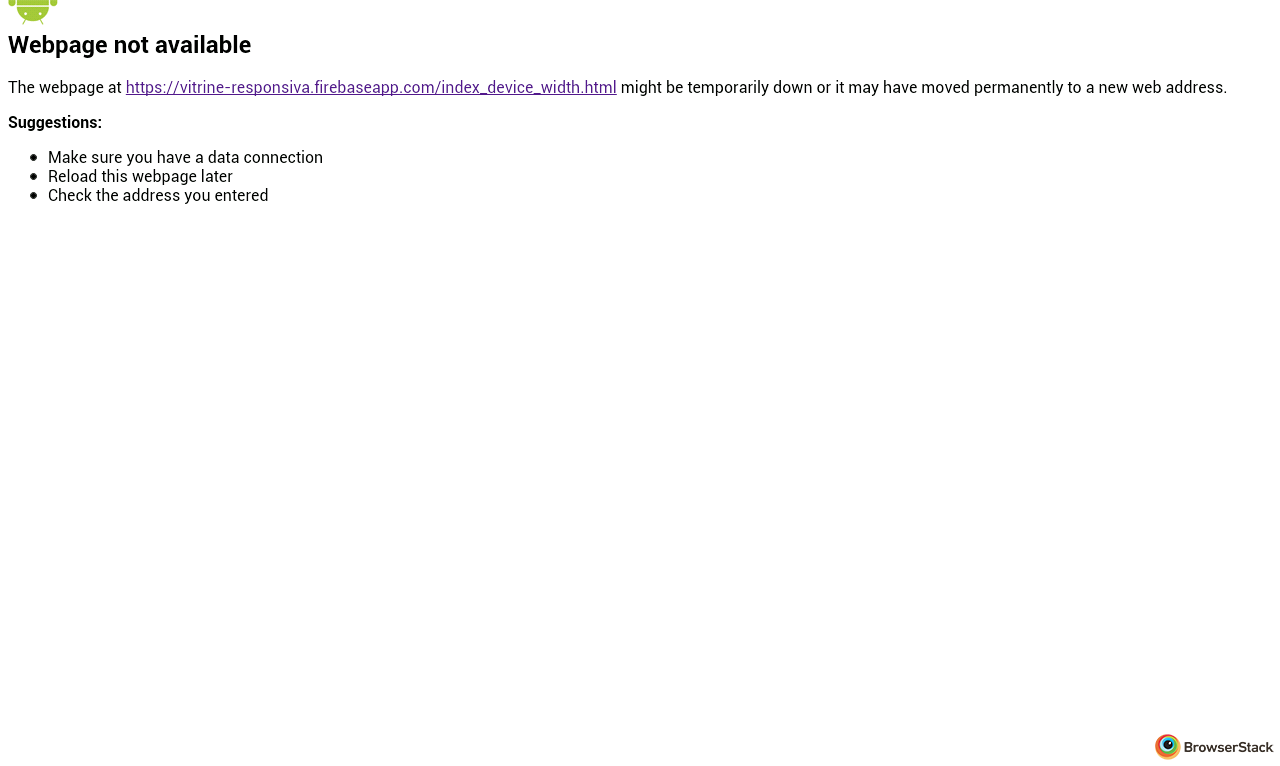 Webpage not available
The webpage at https://vitrine-responsiva.firebaseapp.com/index_device_width.html might be temporarily down or it may have moved permanently to a new web address.
Suggestions:
Make sure you have a data connection
Reload this webpage later
Check the address you entered
BrowserStack